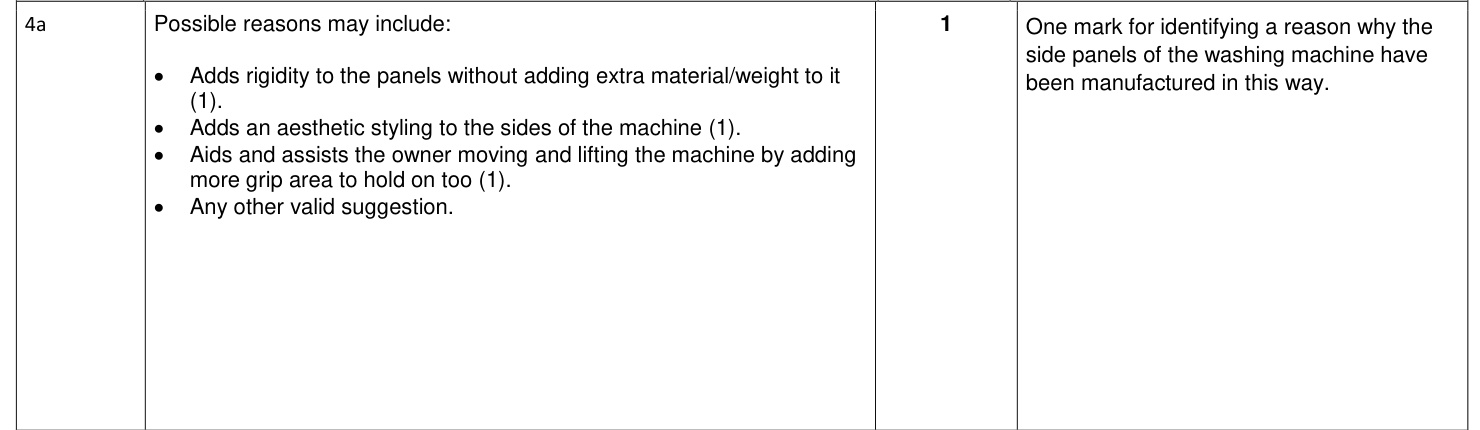 4a
Possible reasons may include:
• Adds rigidity to the panels without adding extra material/weight to it
(1).
• Adds an aesthetic styling to the sides of the machine (1).
• Aids and assists the owner moving and lifting the machine by adding
more grip area to hold on too (1).
• Any other valid suggestion.
1
One mark for identifying a reason why the
side panels of the washing machine have
been manufactured in this way.